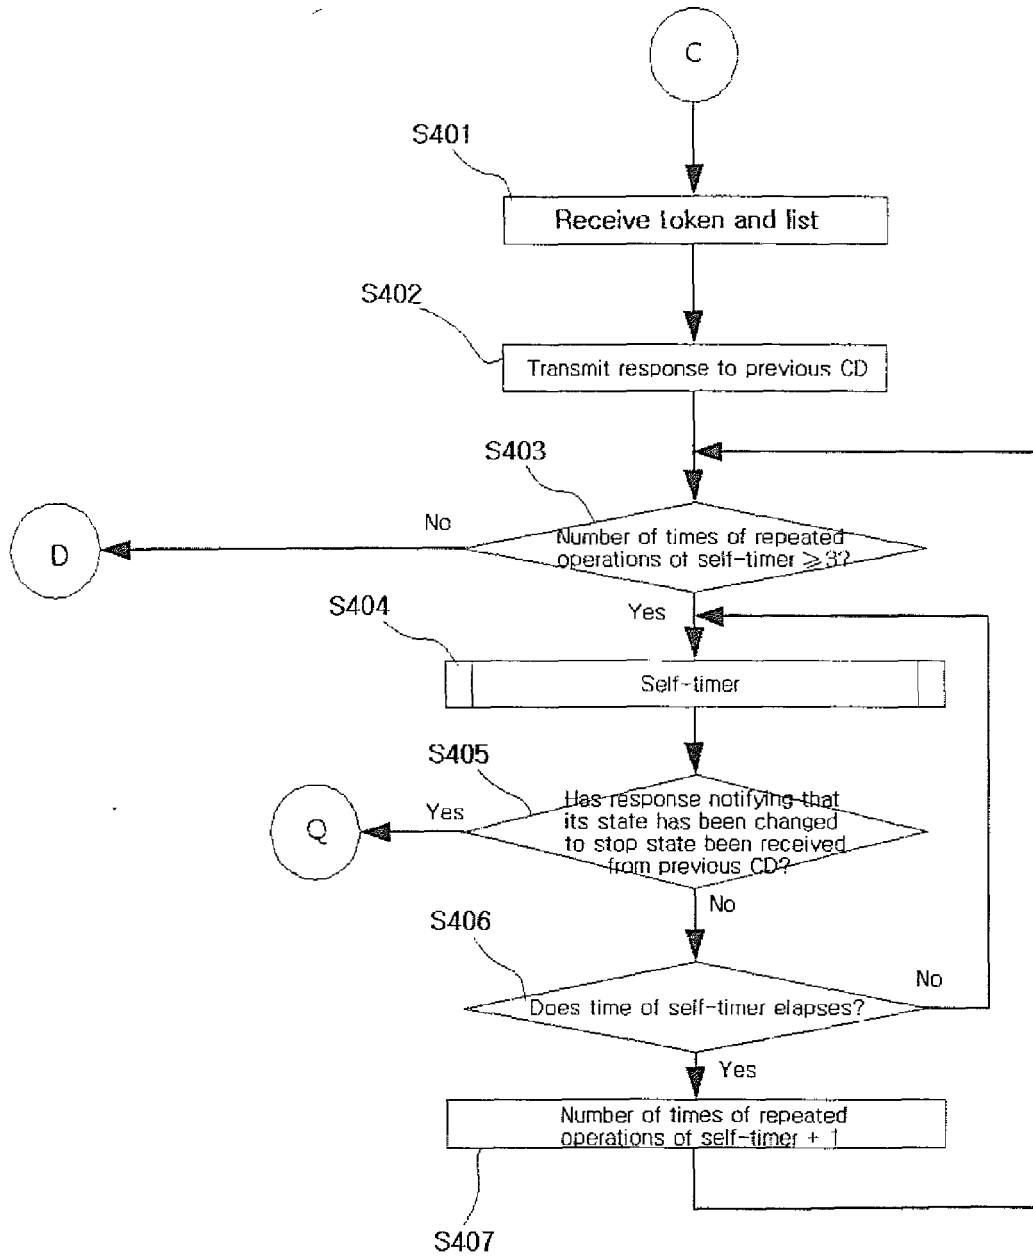 C
S401
Receive token and list
S402
Transmit response to previous CD
S403
No
Number of times of repeated
operations of self-timer ≥3?
D
S404
Yes
Self-timer
S405
Yes
Has response notifying that
its state has been changed
to stop state been received
from previous CD?
Q
No
S406
No
Does time of self-timer elapses?
Yes
Number of times of repeated
operations of self-timer + 1
S407